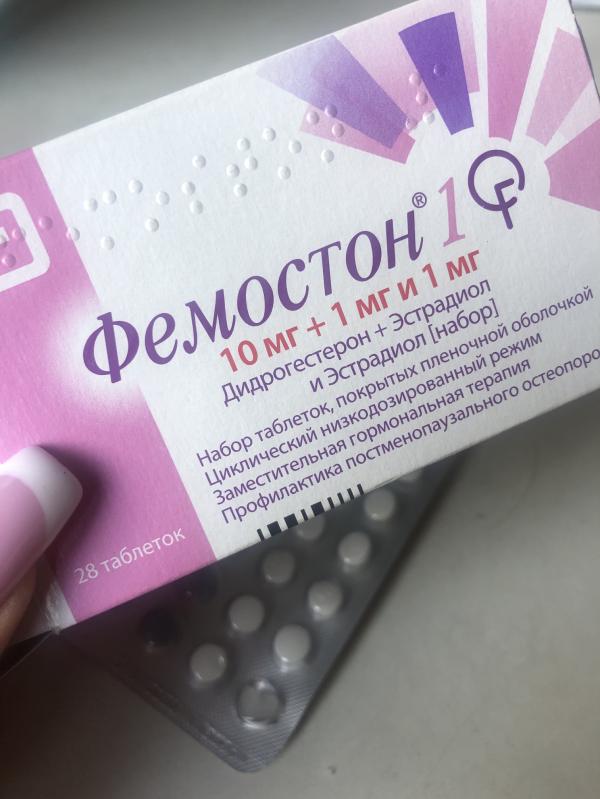 Фемостон® 1
10 мг + 1 мг и 1 мг
Дидрогестерон + Эстрадиол
и Эстрадиол [набор]
Набор таблеток, покрытых пленочной оболочкой
Циклический низкодозированный режим
Заместительная гормональная терапия
Профилактика постменопаузального
28 таблеток